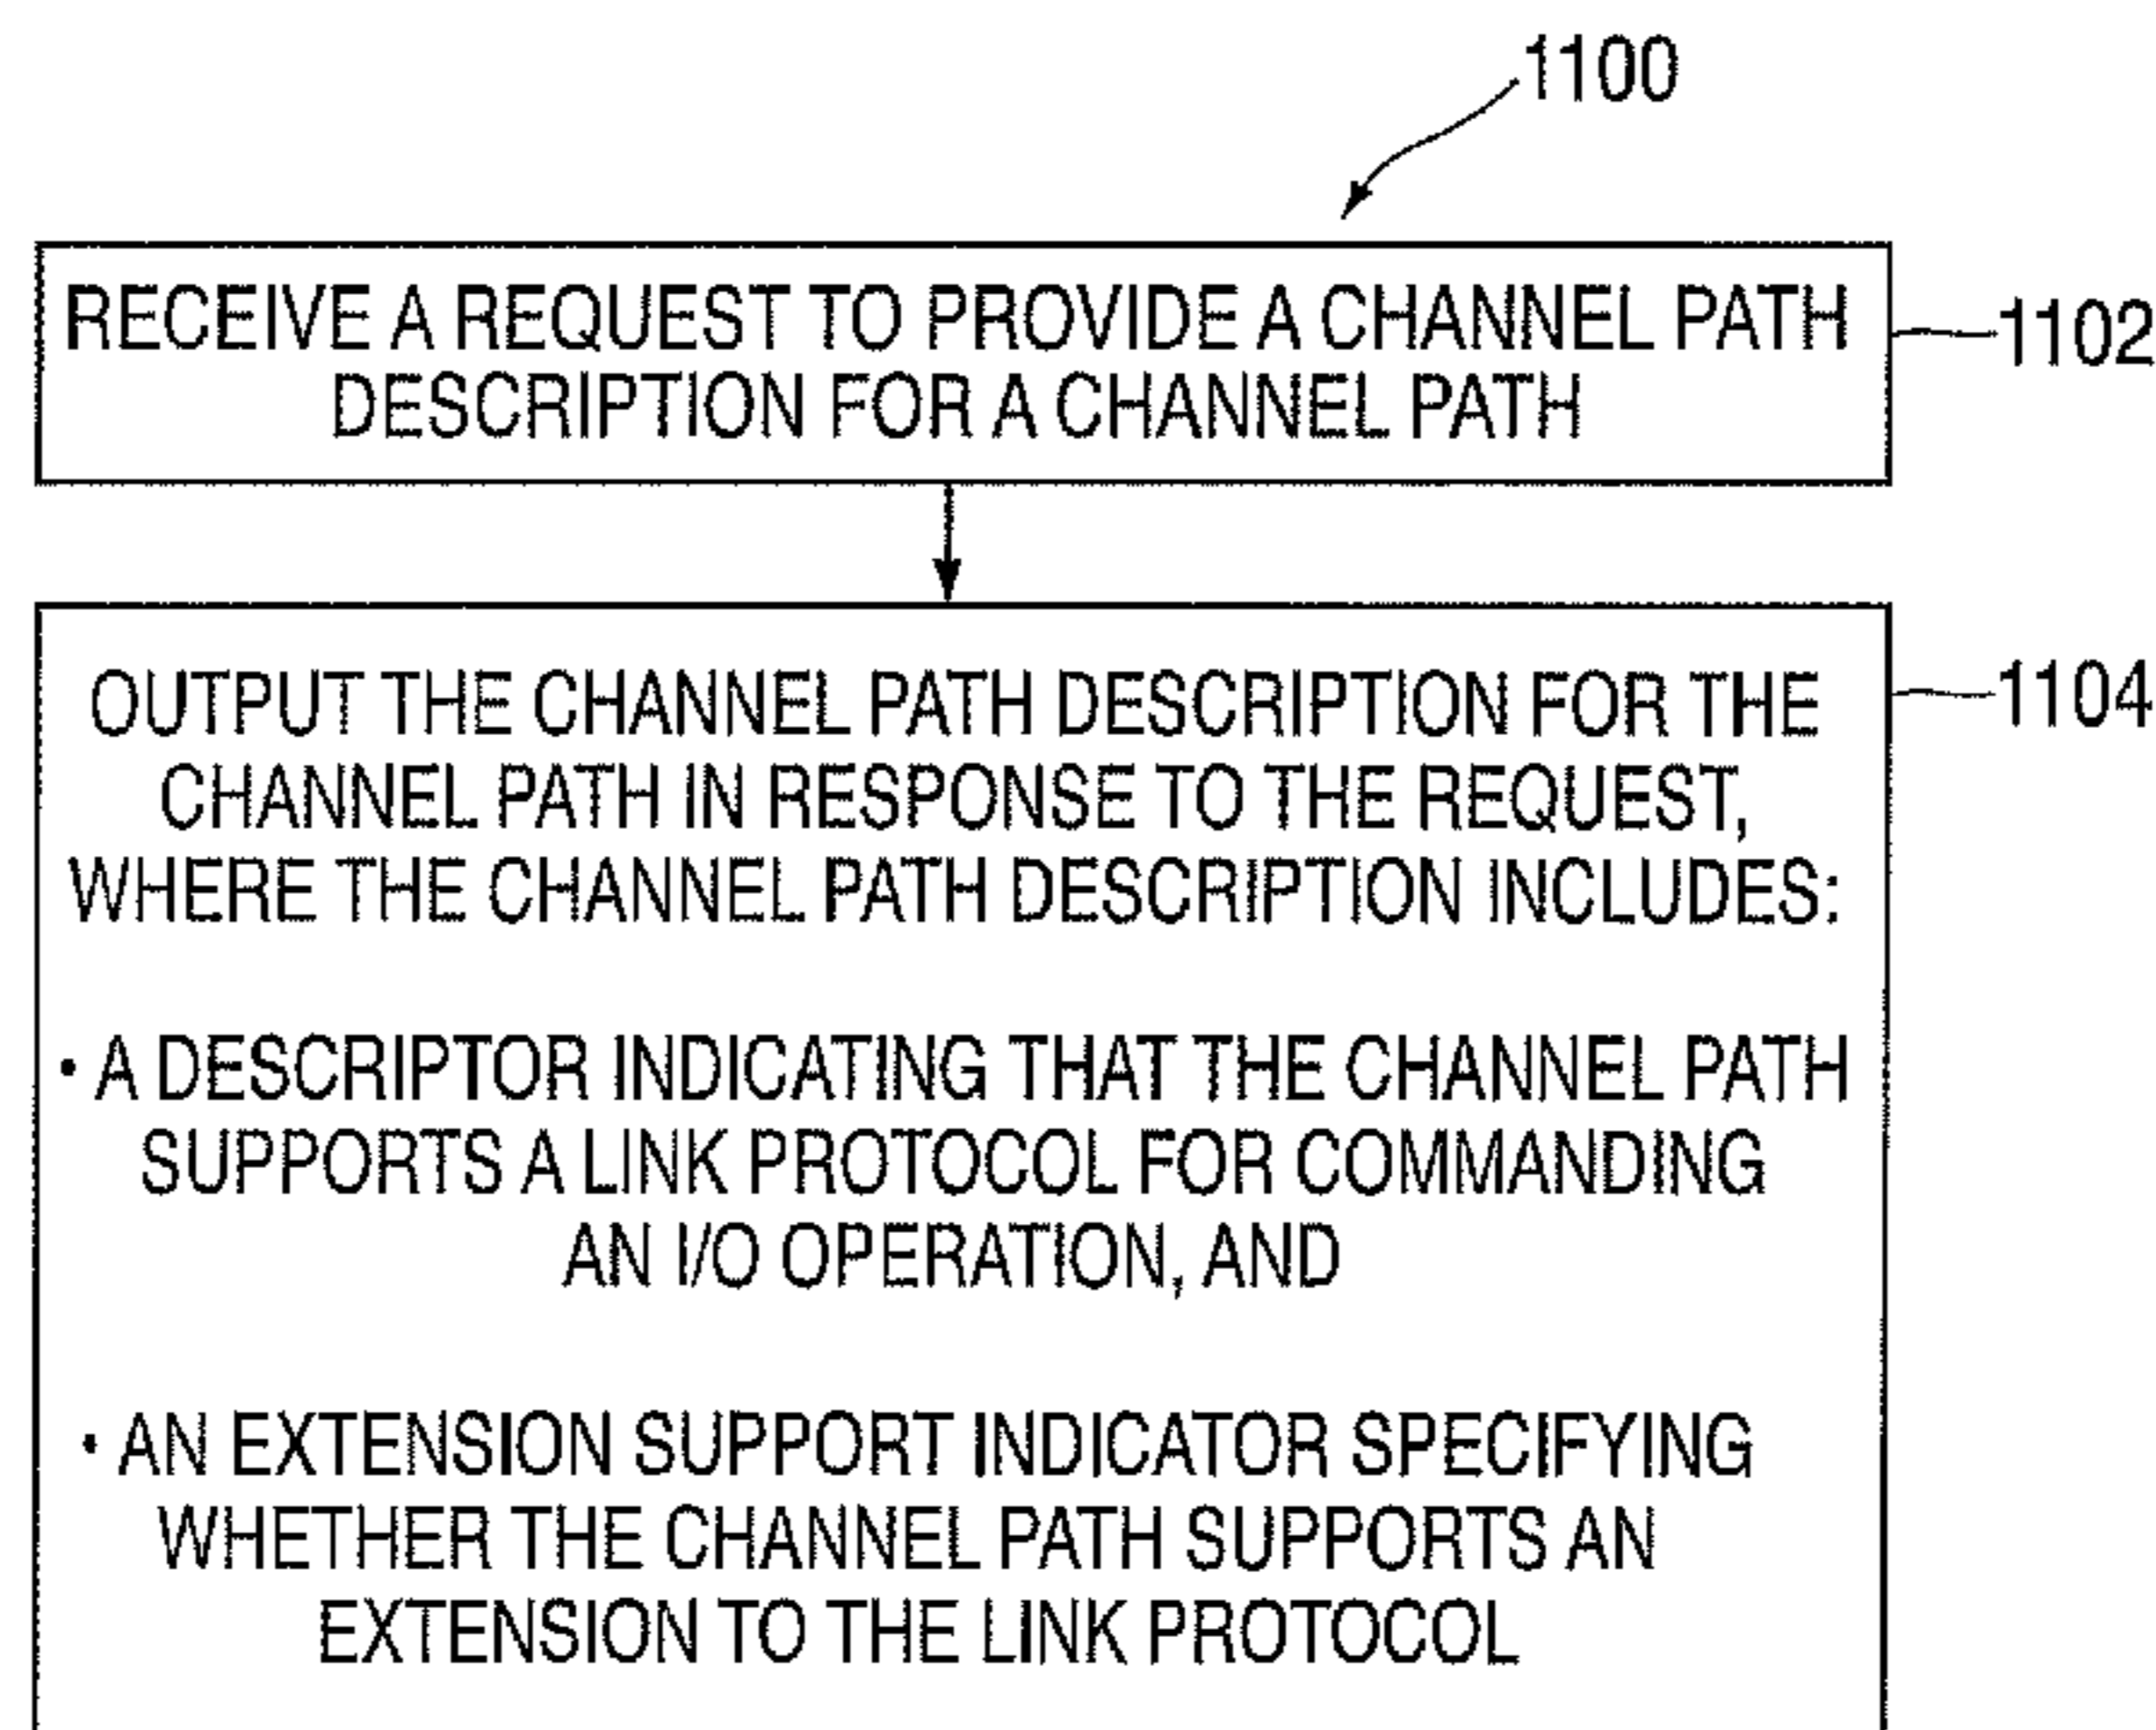 1100
RECEIVE A REQUEST TO PROVIDE A CHANNEL PATH
DESCRIPTION FOR A CHANNEL PATH
1102
OUTPUT THE CHANNEL PATH DESCRIPTION FOR THE
CHANNEL PATH IN RESPONSE TO THE REQUEST,
WHERE THE CHANNEL PATH DESCRIPTION INCLUDES:
1104
• A DESCRIPTOR INDICATING THAT THE CHANNEL PATH
SUPPORTS A LINK PROTOCOL FOR COMMANDING
AN I/O OPERATION, AND
• AN EXTENSION SUPPORT INDICATOR SPECIFYING
WHETHER THE CHANNEL PATH SUPPORTS AN
EXTENSION TO THE LINK PROTOCOL